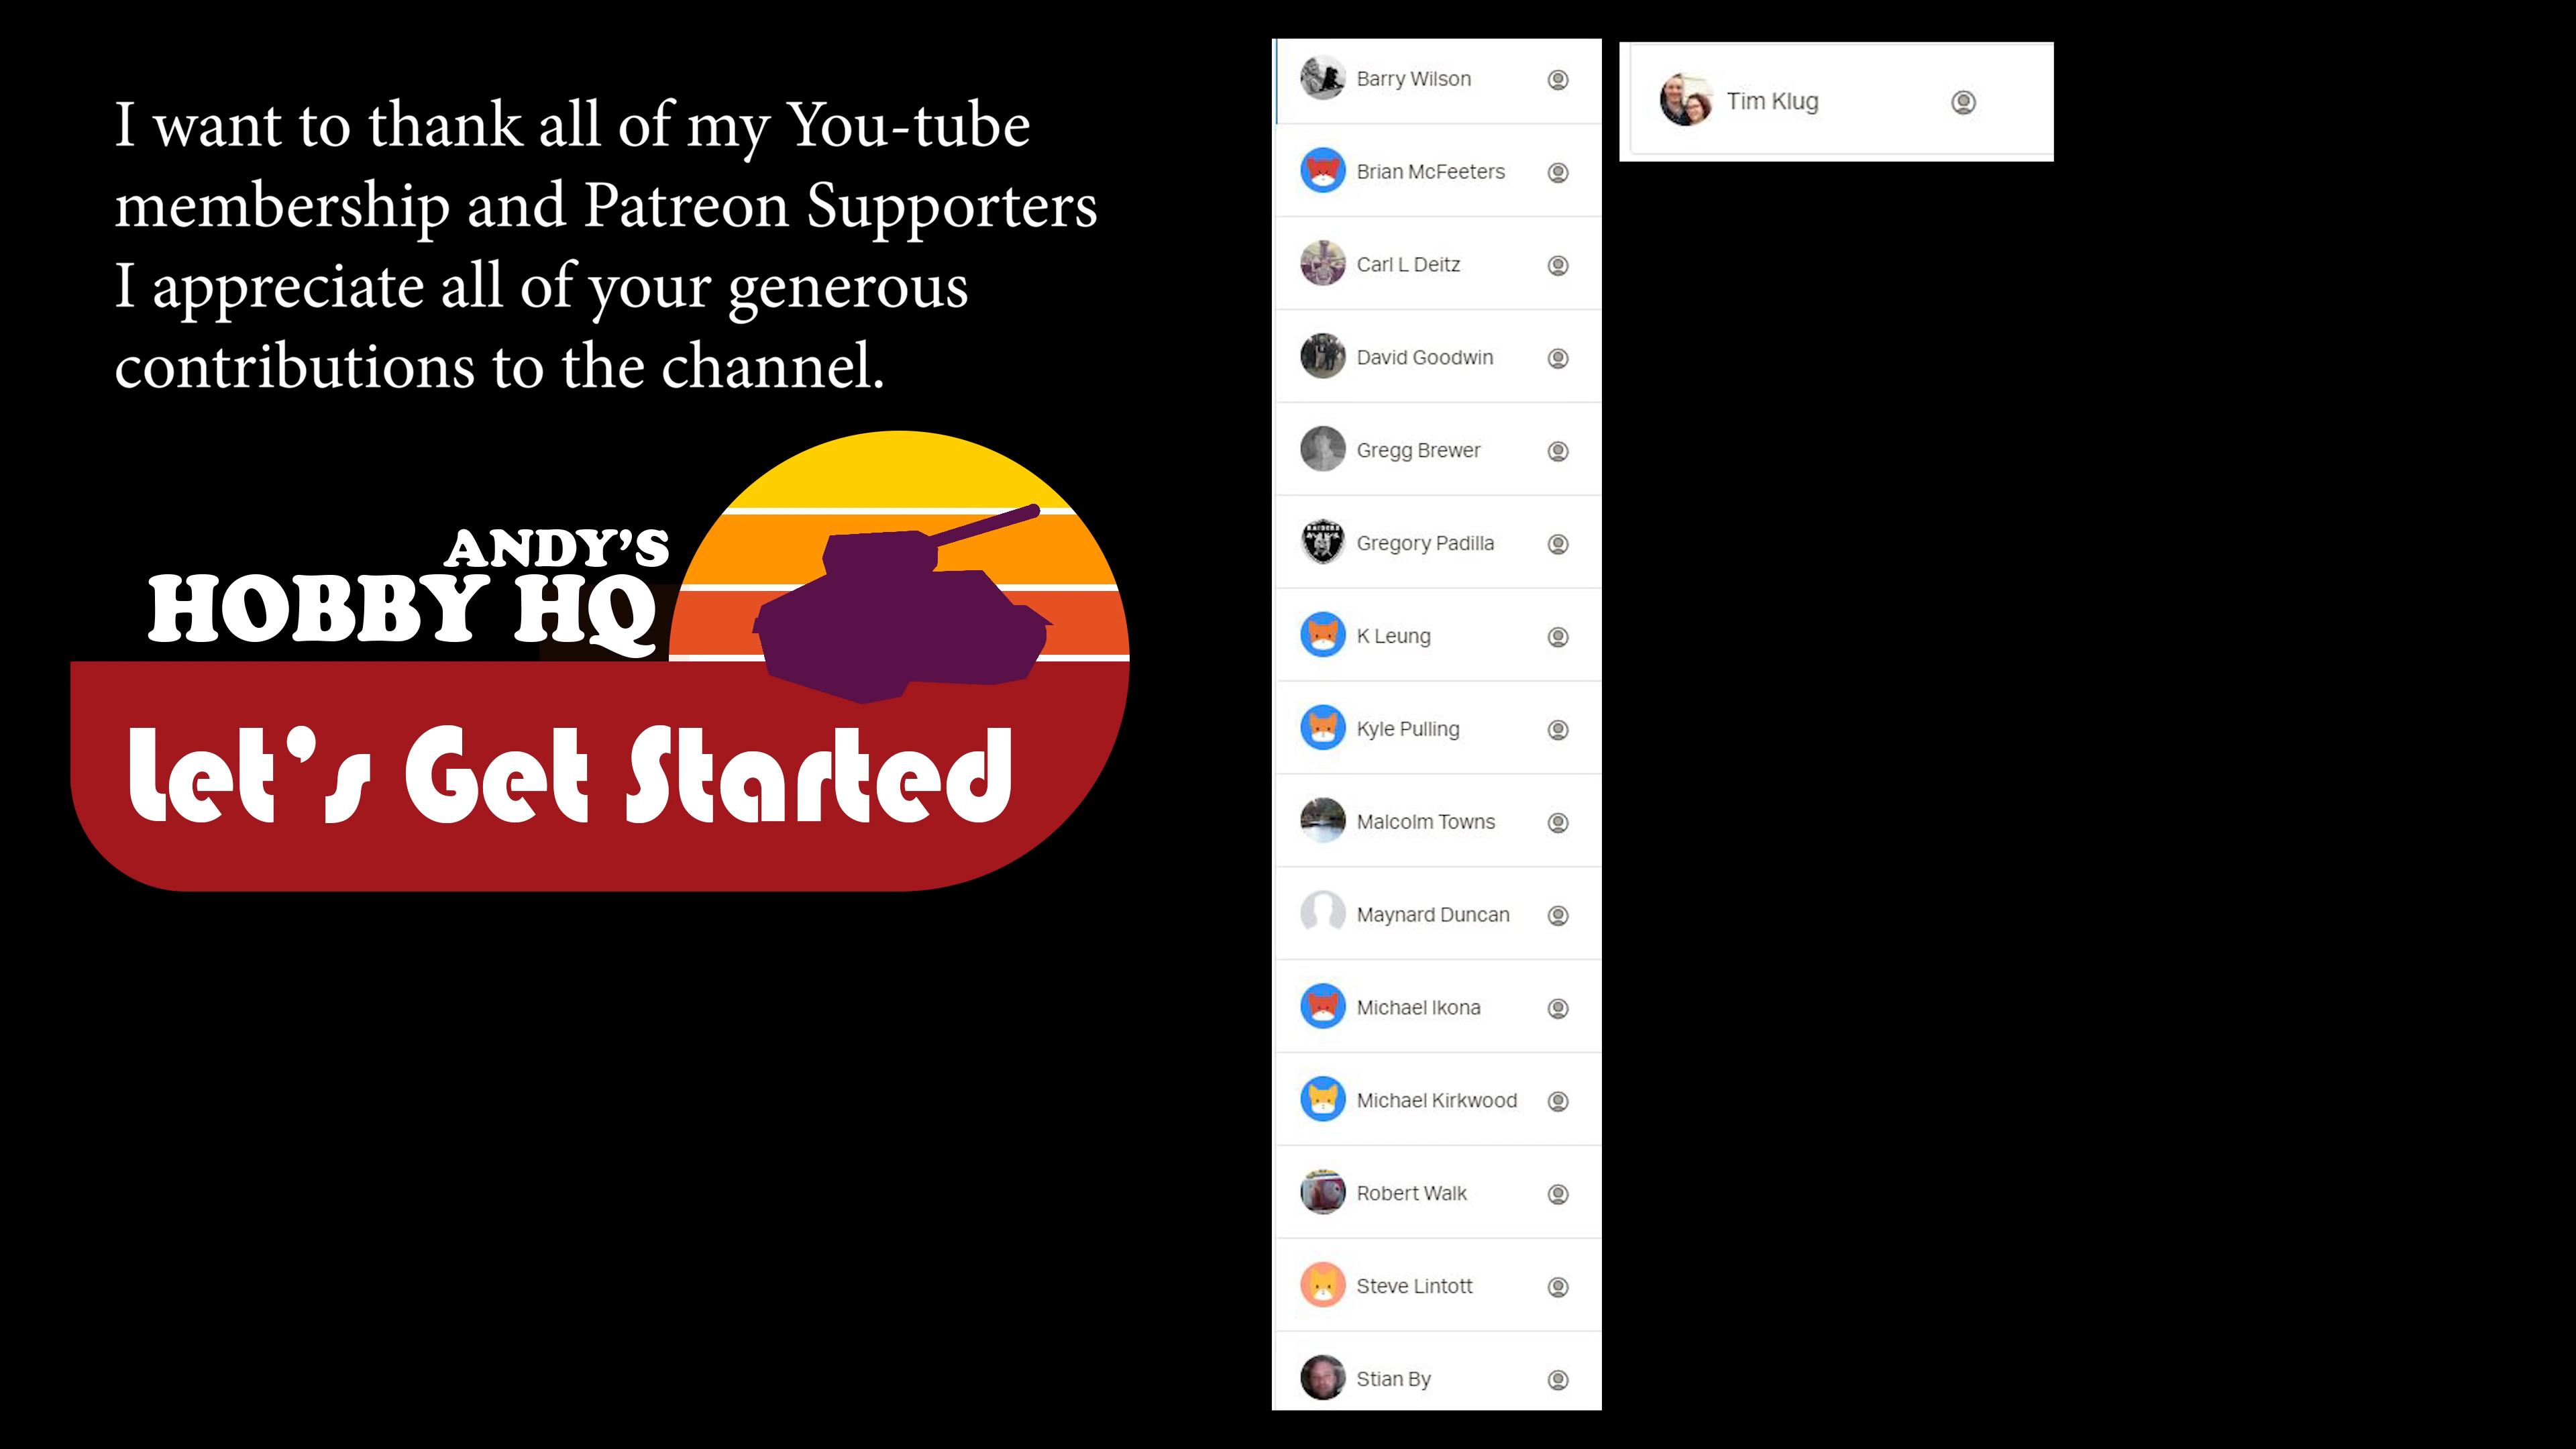 I want to thank all of my You-tube
membership and Patreon Supporters
I appreciate all of your generous
contributions to the channel.
ANDY'S
HOBBY HQ
Let's Get Started
Barry Wilson
Brian McFeeters
Carl L Deitz
David Goodwin
Gregg Brewer
RAIDERS
Gregory Padilla
K Leung
Kyle Pulling
Malcolm Towns
Maynard Duncan
Michael Ikona
Michael Kirkwood
Robert Walk
Steve Lintott
Stian By
Tim Klug